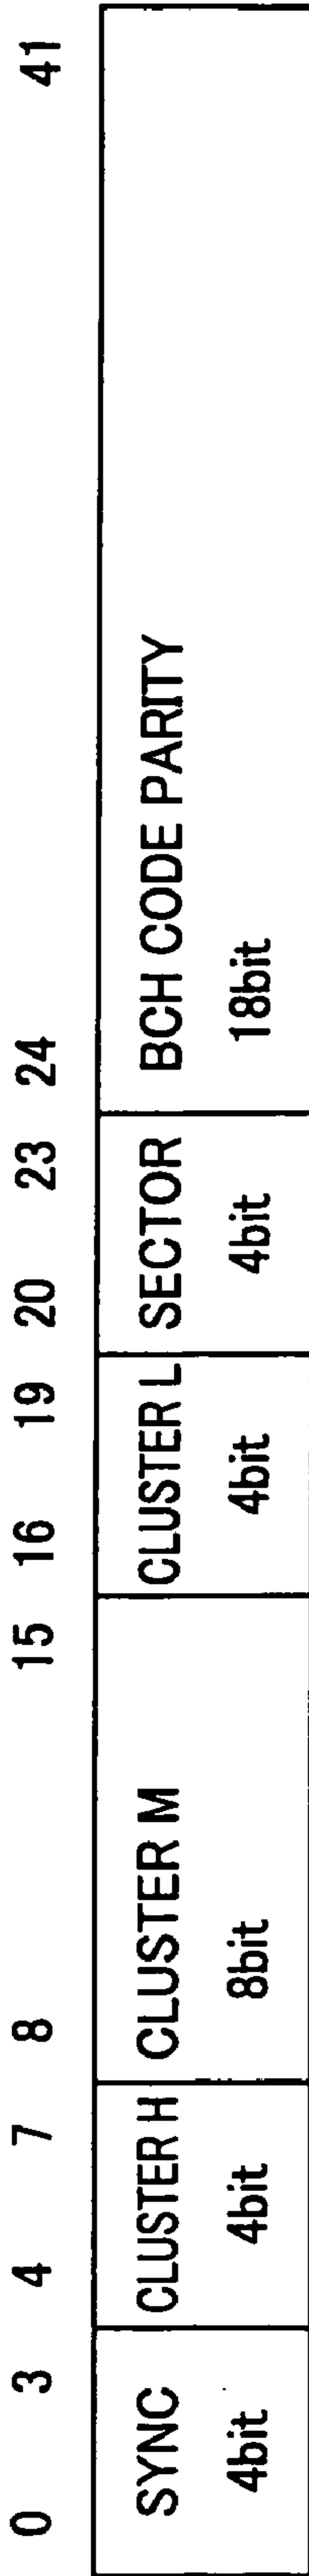 0 3 4 7 8 15 16 19 20 23 24 41
SYNC CLUSTER H CLUSTER M CLUSTER L SECTOR BCH CODE PARITY
4bit 4bit 8bit 4bit 4bit 18bit